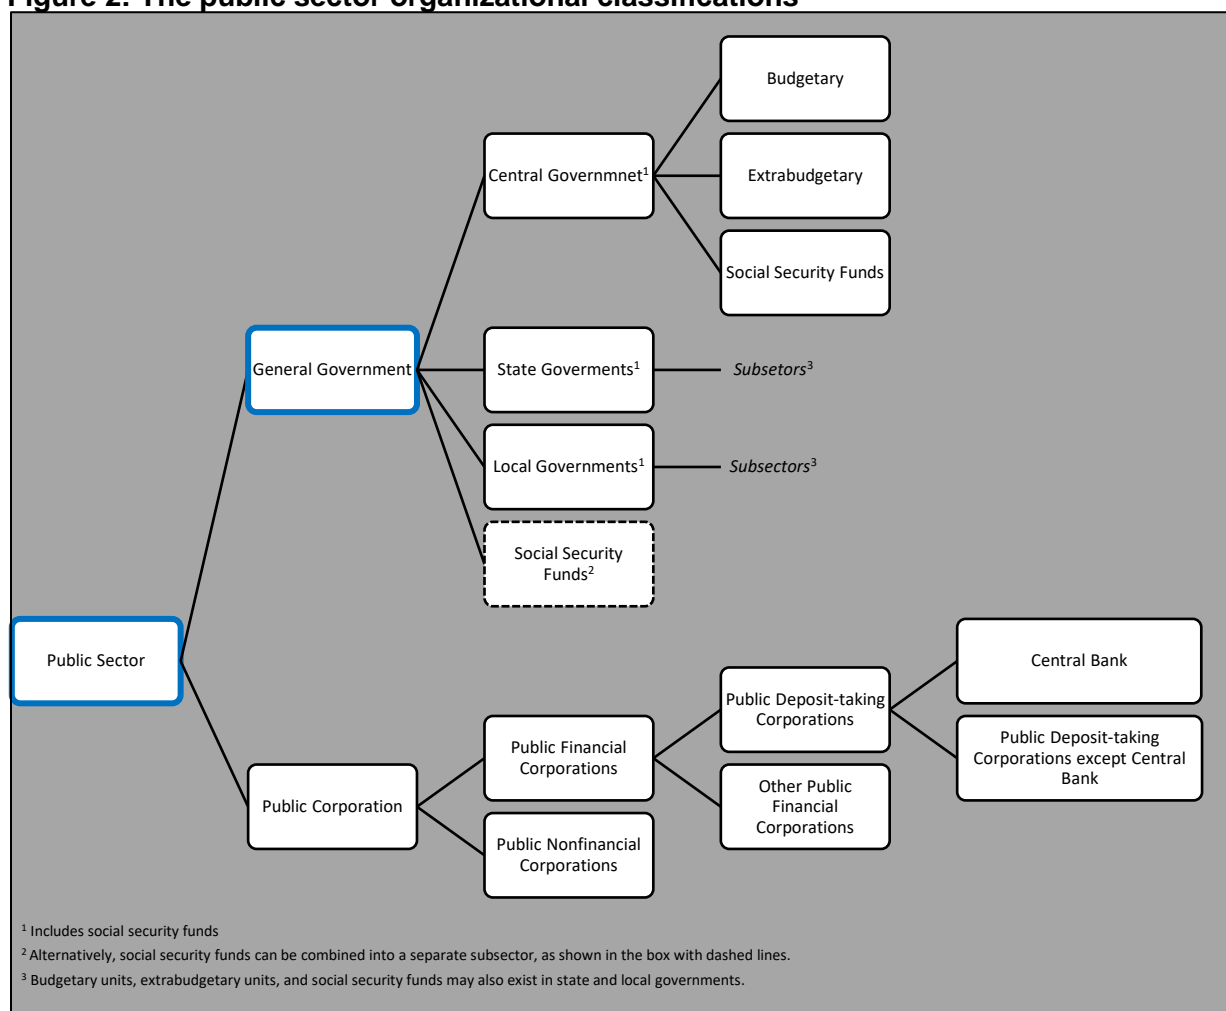 Figure 2: The public sector organizational classifications
Budgetary
Central Governmnet¹
Extrabudgetary
Social Security Funds
General Government
State Goverments¹
Subsetors³
Local Governments¹
Subsectors³
Social Security
Funds²
Public Sector
Central Bank
Public Deposit-taking
Corporations
Public Financial
Corporations
Public Deposit-taking
Corporations except Central
Bank
Public Corporation
Other Public
Financial
Corporations
Public Nonfinancial
Corporations
¹ Includes social security funds
² Alternatively, social security funds can be combined into a separate subsector, as shown in the box with dashed lines.
³ Budgetary units, extrabudgetary units, and social security funds may also exist in state and local governments.